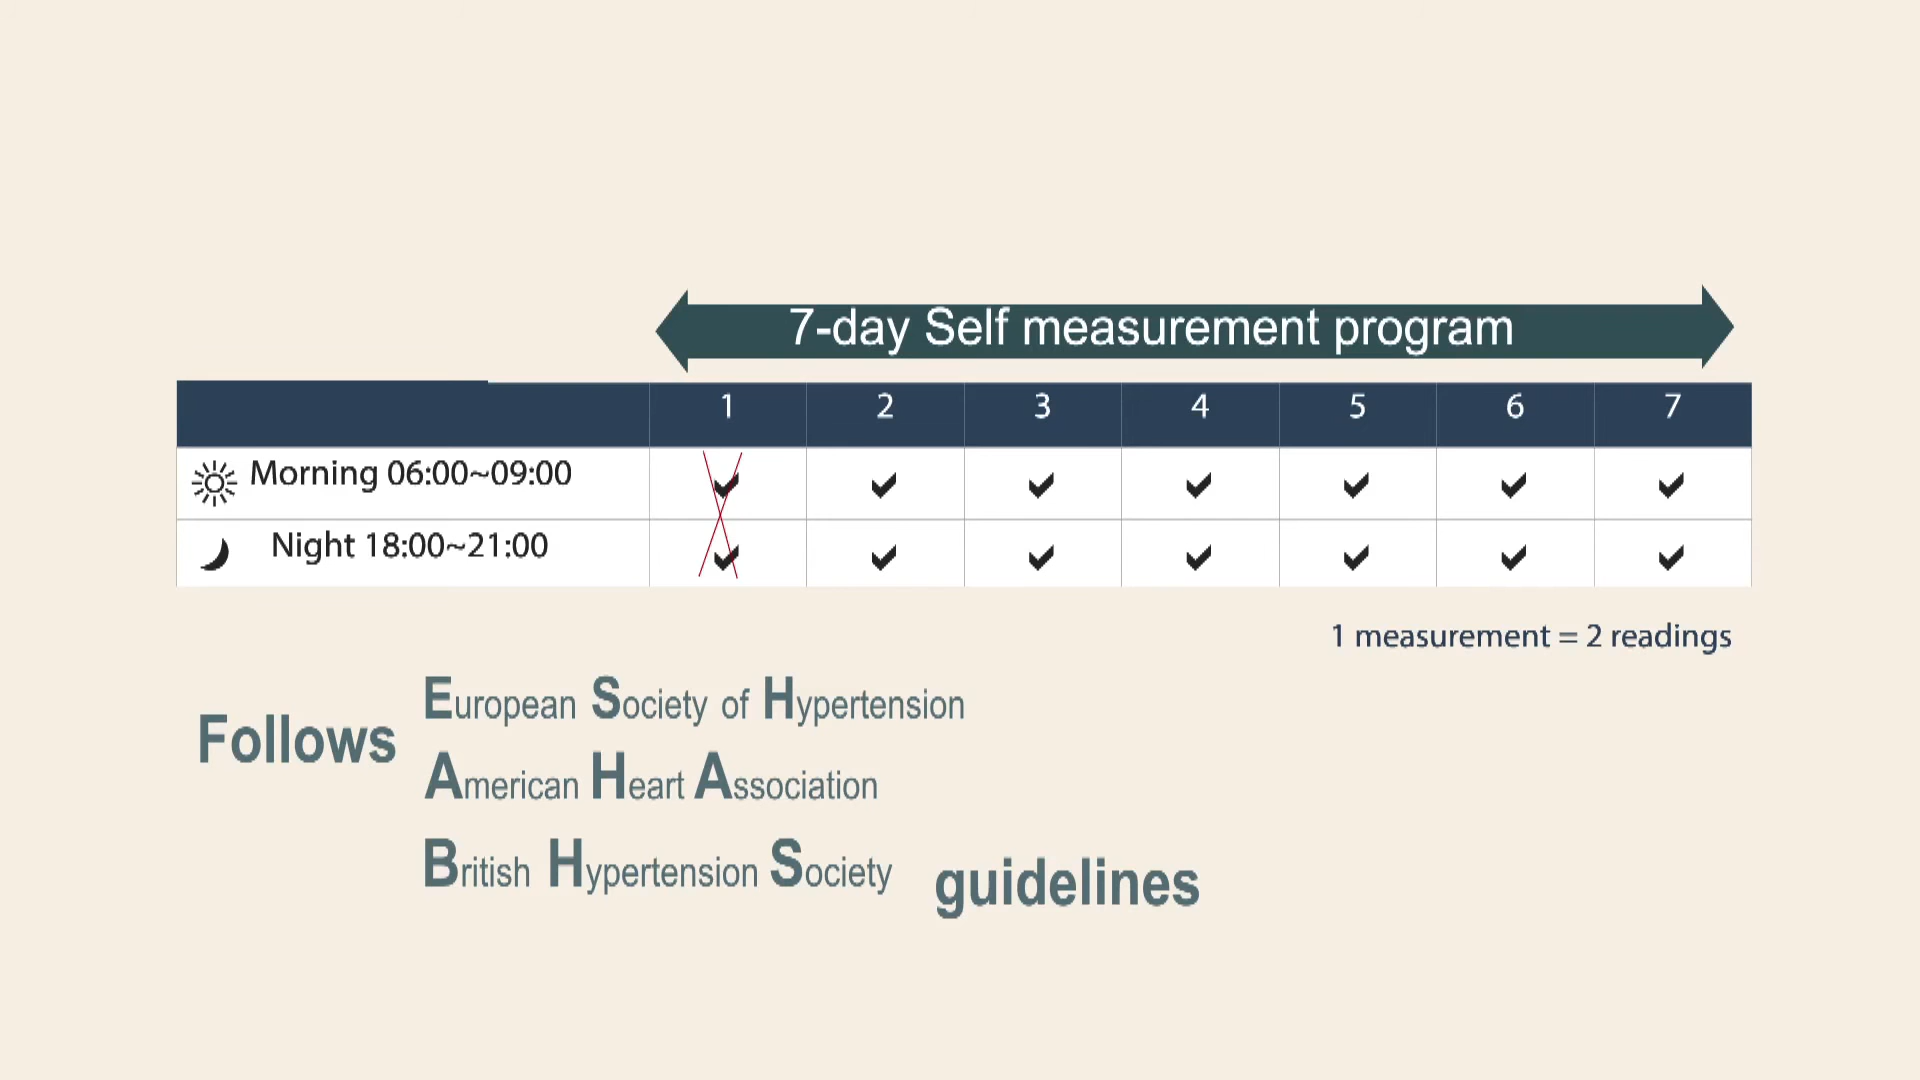 7-day Self measurement program
1 2 3 4 5 6 7
Morning 06:00~09:00
Night 18:00~21:00
1 measurement = 2 readings
Follows
European Society of Hypertension
American Heart Association
British Hypertension Society
guidelines